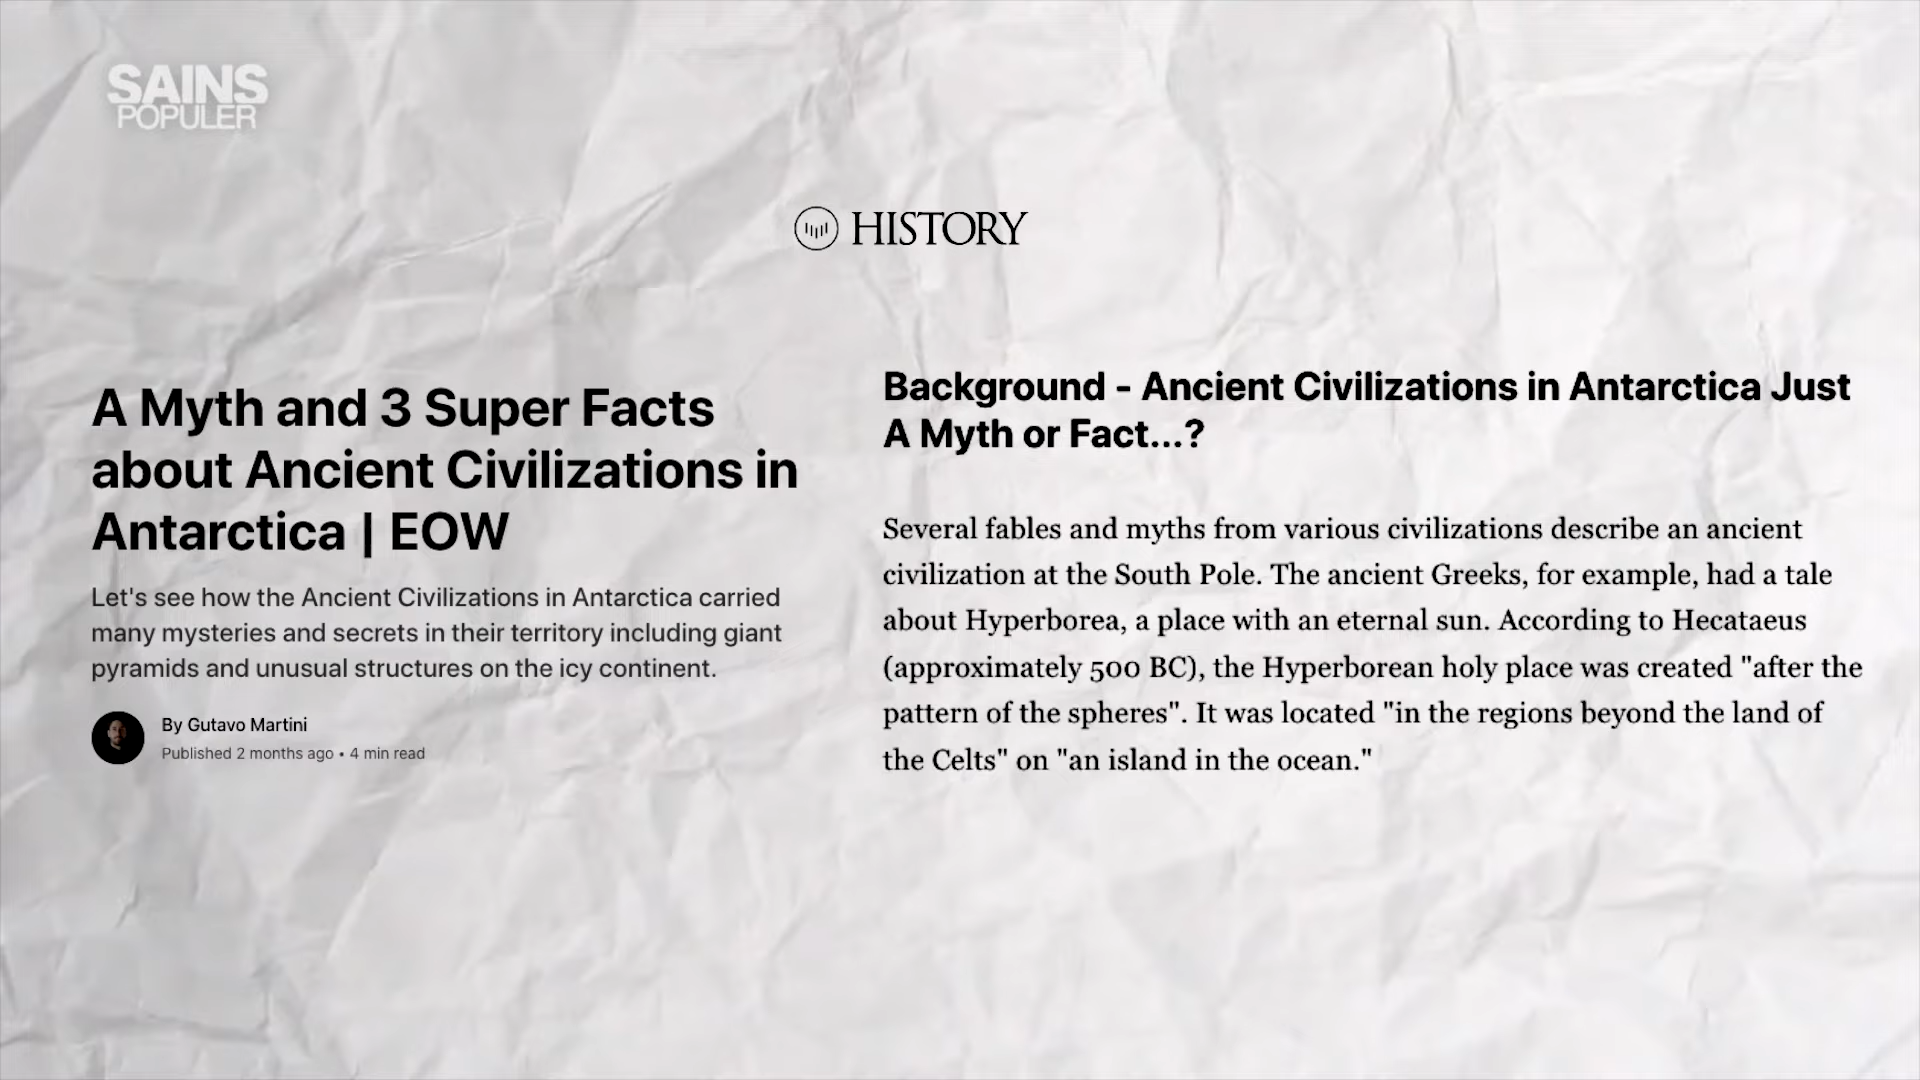 SAINS
POPULER
HISTORY
A Myth and 3 Super Facts
about Ancient Civilizations in
Antarctica | EOW
Let's see how the Ancient Civilizations in Antarctica carried
many mysteries and secrets in their territory including giant
pyramids and unusual structures on the icy continent.
By Gutavo Martini
Published 2 months ago • 4 min read
Background - Ancient Civilizations in Antarctica Just
A Myth or Fact...?
Several fables and myths from various civilizations describe an ancient
civilization at the South Pole. The ancient Greeks, for example, had a tale
about Hyperborea, a place with an eternal sun. According to Hecataeus
(approximately 500 BC), the Hyperborean holy place was created "after the
pattern of the spheres". It was located "in the regions beyond the land of
the Celts" on "an island in the ocean."